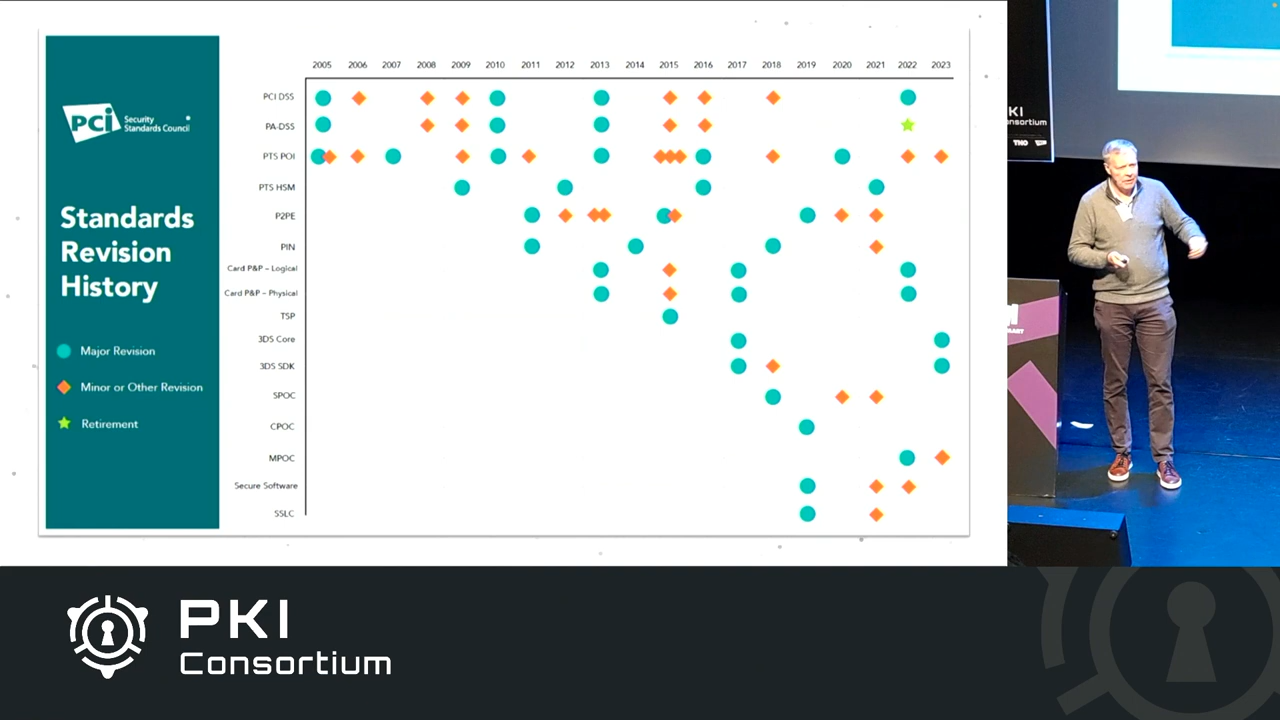 PCi
Security
Standards Council
Standards
Revision
History
Major Revision
Minor or Other Revision
Retirement
2005 2006 2007 2008 2009 2010 2011 2012 2013 2014 2015 2016 2017 2018 2019 2020 2021 2022 2023
PCI DSS
PA-DSS
PTS POI
PTS HSM
P2PE
PIN
Card P&P – Logical
Card P&P – Physical
TSP
3DS Core
3DS SDK
SPOC
CPOC
MPOC
Secure Software
SSLC
KI
onsortium
TNO
PKI
Consortium